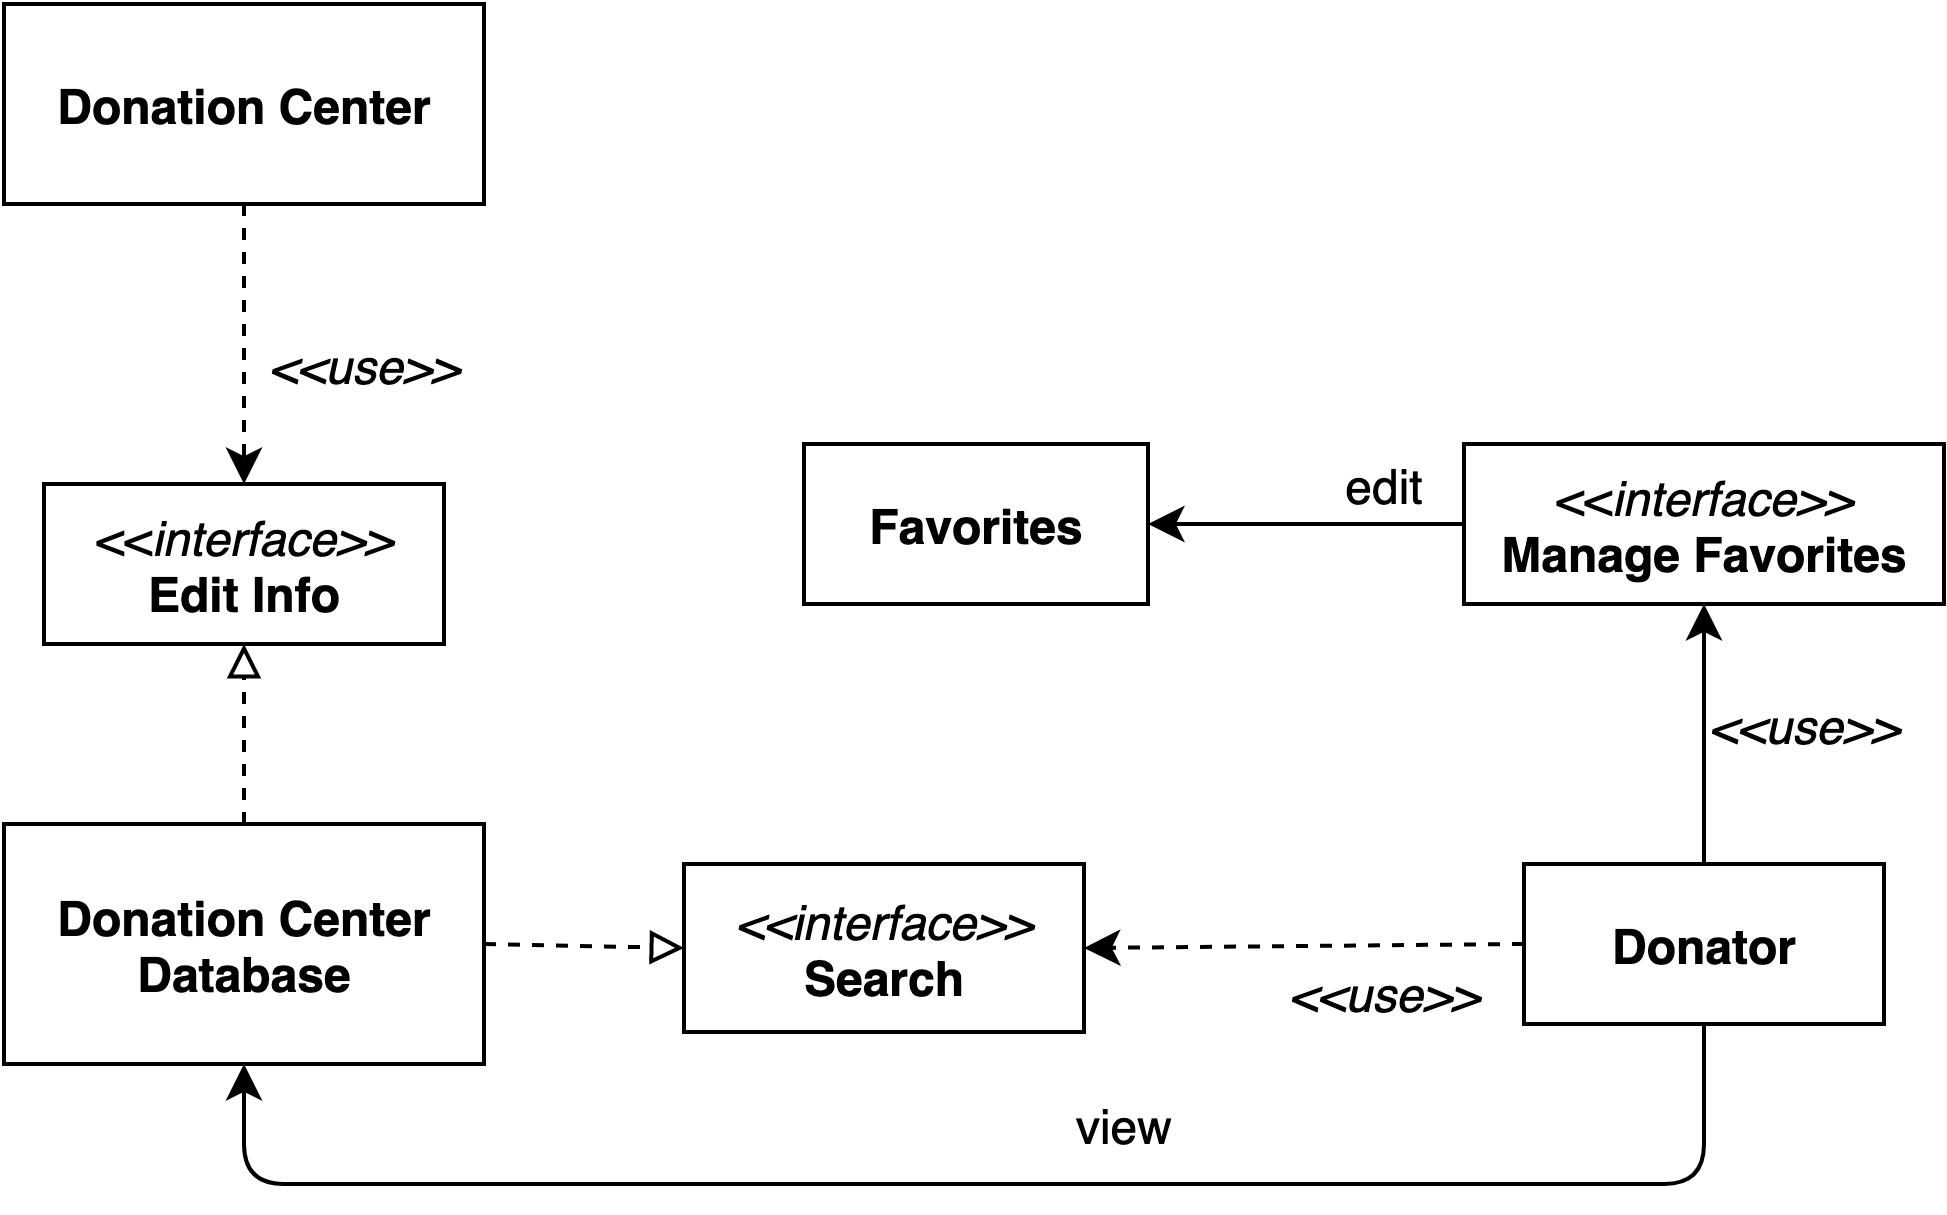 Donation Center
<<use>>
<<interface>>
Edit Info
Favorites
edit
<<interface>>
Manage Favorites
<<use>>
Donation Center
Database
<<interface>>
Search
<<use>>
Donator
view